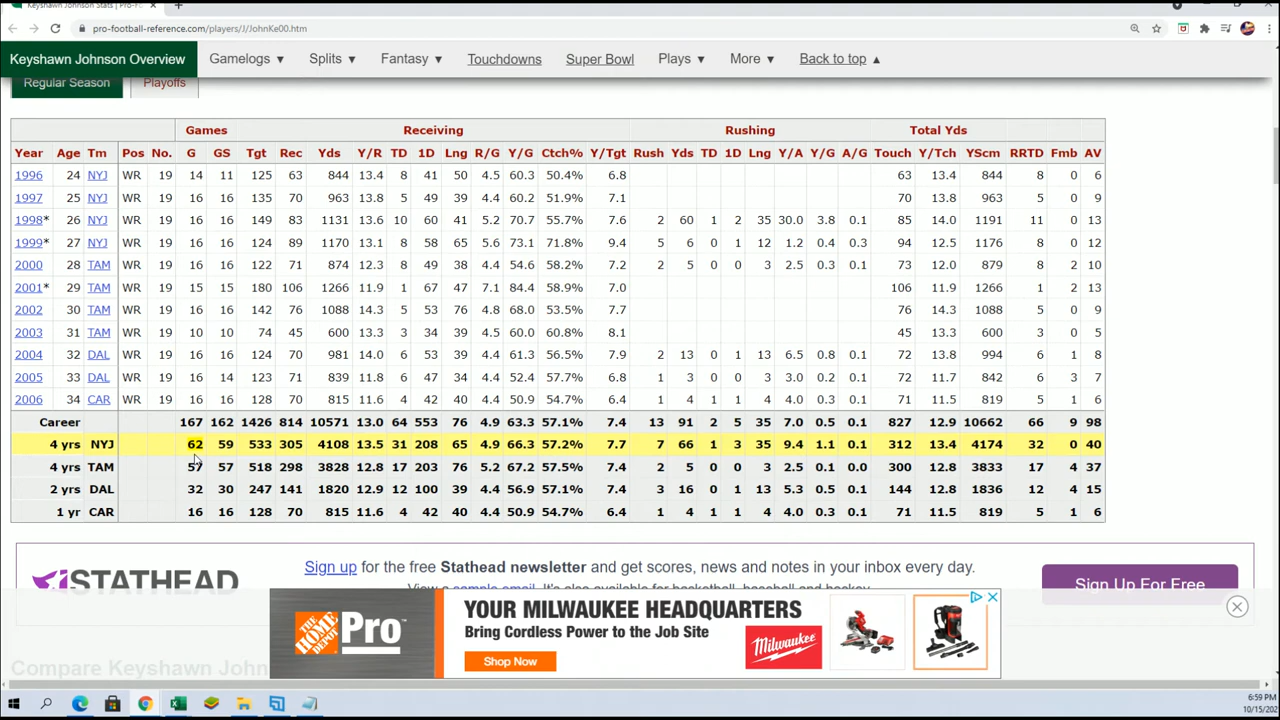 Keyshawn Johnson Stats | Pro-Fo
pro-football-reference.com/players/J/JohnKe00.htm
Keyshawn Johnson Overview Gamelogs ▼ Splits ▼ Fantasy ▼ Touchdowns Super Bowl Plays ▼ More ▼ Back to top ▲
Regular Season Playoffs
Games Receiving Rushing Total Yds
Year Age Tm Pos No. G GS Tgt Rec Yds Y/R TD 1D Lng R/G Y/G Ctch% Y/Tgt Rush Yds TD 1D Lng Y/A Y/G A/G Touch Y/Tch YScm RRTD Fmb AV
1996 24 NYJ WR 19 14 11 125 63 844 13.4 8 41 50 4.5 60.3 50.4% 6.8 63 13.4 844 8 0 6
1997 25 NYJ WR 19 16 16 135 70 963 13.8 5 49 39 4.4 60.2 51.9% 7.1 70 13.8 963 5 0 9
1998* 26 NYJ WR 19 16 16 149 83 1131 13.6 10 60 41 5.2 70.7 55.7% 7.6 2 60 1 2 35 30.0 3.8 0.1 85 14.0 1191 11 0 13
1999* 27 NYJ WR 19 16 16 124 89 1170 13.1 8 58 65 5.6 73.1 71.8% 9.4 5 6 0 1 12 1.2 0.4 0.3 94 12.5 1176 8 0 12
2000 28 TAM WR 19 16 16 122 71 874 12.3 8 49 38 4.4 54.6 58.2% 7.2 2 5 0 0 3 2.5 0.3 0.1 73 12.0 879 8 2 10
2001* 29 TAM WR 19 15 15 180 106 1266 11.9 1 67 47 7.1 84.4 58.9% 7.0 106 11.9 1266 1 2 13
2002 30 TAM WR 19 16 16 142 76 1088 14.3 5 53 76 4.8 68.0 53.5% 7.7 76 14.3 1088 5 0 9
2003 31 TAM WR 19 10 10 74 45 600 13.3 3 34 39 4.5 60.0 60.8% 8.1 45 13.3 600 3 0 5
2004 32 DAL WR 19 16 16 124 70 981 14.0 6 53 39 4.4 61.3 56.5% 7.9 2 13 0 1 13 6.5 0.8 0.1 72 13.8 994 6 1 8
2005 33 DAL WR 19 16 14 123 71 839 11.8 6 47 34 4.4 52.4 57.7% 6.8 1 3 0 0 3 3.0 0.2 0.1 72 11.7 842 6 3 7
2006 34 CAR WR 19 16 16 128 70 815 11.6 4 42 40 4.4 50.9 54.7% 6.4 1 4 1 1 4 4.0 0.3 0.1 71 11.5 819 5 1 6
Career 167 162 1426 814 10571 13.0 64 553 76 4.9 66.3 57.1% 7.4 13 91 2 5 35 7.0 0.5 0.1 827 12.9 10662 66 9 98
4 yrs NYJ 62 59 533 305 4108 13.5 31 208 65 4.9 66.3 57.2% 7.7 7 66 1 3 35 9.4 1.1 0.1 312 13.4 4174 32 0 40
4 yrs TAM 57 57 518 298 3828 12.8 17 203 76 5.2 67.2 57.5% 7.4 2 5 0 0 3 2.5 0.1 0.0 300 12.8 3833 17 4 37
2 yrs DAL 32 30 247 141 1820 12.9 12 100 39 4.4 56.9 57.1% 7.4 3 16 0 1 13 5.3 0.5 0.1 144 12.8 1836 12 4 15
1 yr CAR 16 16 128 70 815 11.6 4 42 40 4.4 50.9 54.7% 6.4 1 4 1 1 4 4.0 0.3 0.1 71 11.5 819 5 1 6
STATHEAD
Sign up for the free Stathead newsletter and get scores, news and notes in your inbox every day.
View a sample email. It's also available for basketball, baseball and hockey.
Sign Up For Free
THE HOME DEPOT Pro
YOUR MILWAUKEE HEADQUARTERS
Bring Cordless Power to the Job Site
Shop Now
Milwaukee
Compare Keyshawn John
6:59 PM
10/15/202